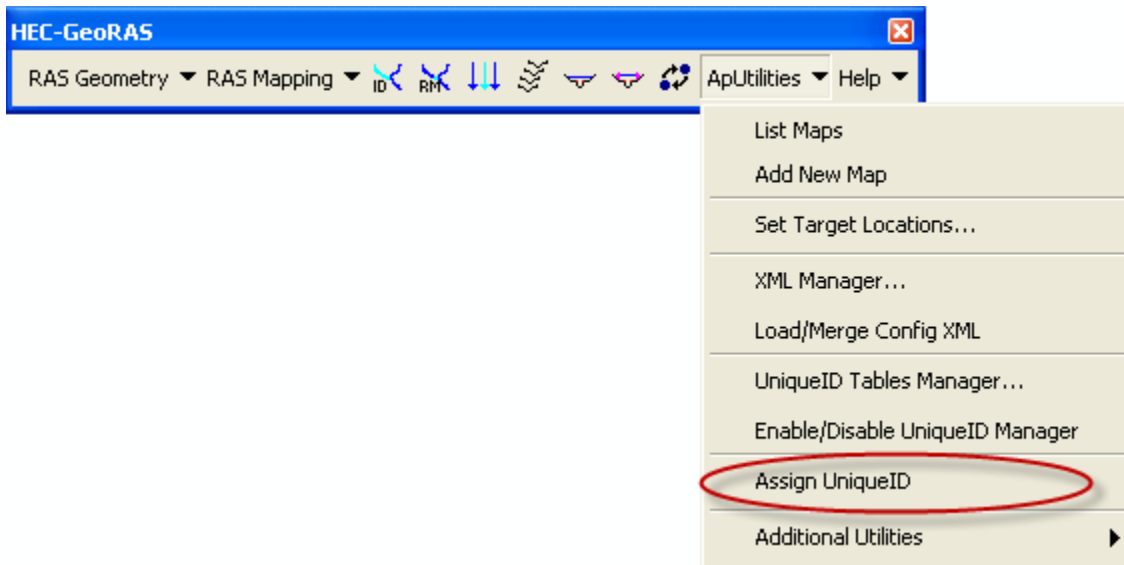 HEC-GeoRAS
RAS Geometry RAS Mapping ID RM ApUtilities Help
List Maps
Add New Map
Set Target Locations...
XML Manager...
Load/Merge Config XML
UniqueID Tables Manager...
Enable/Disable UniqueID Manager
Assign UniqueID
Additional Utilities